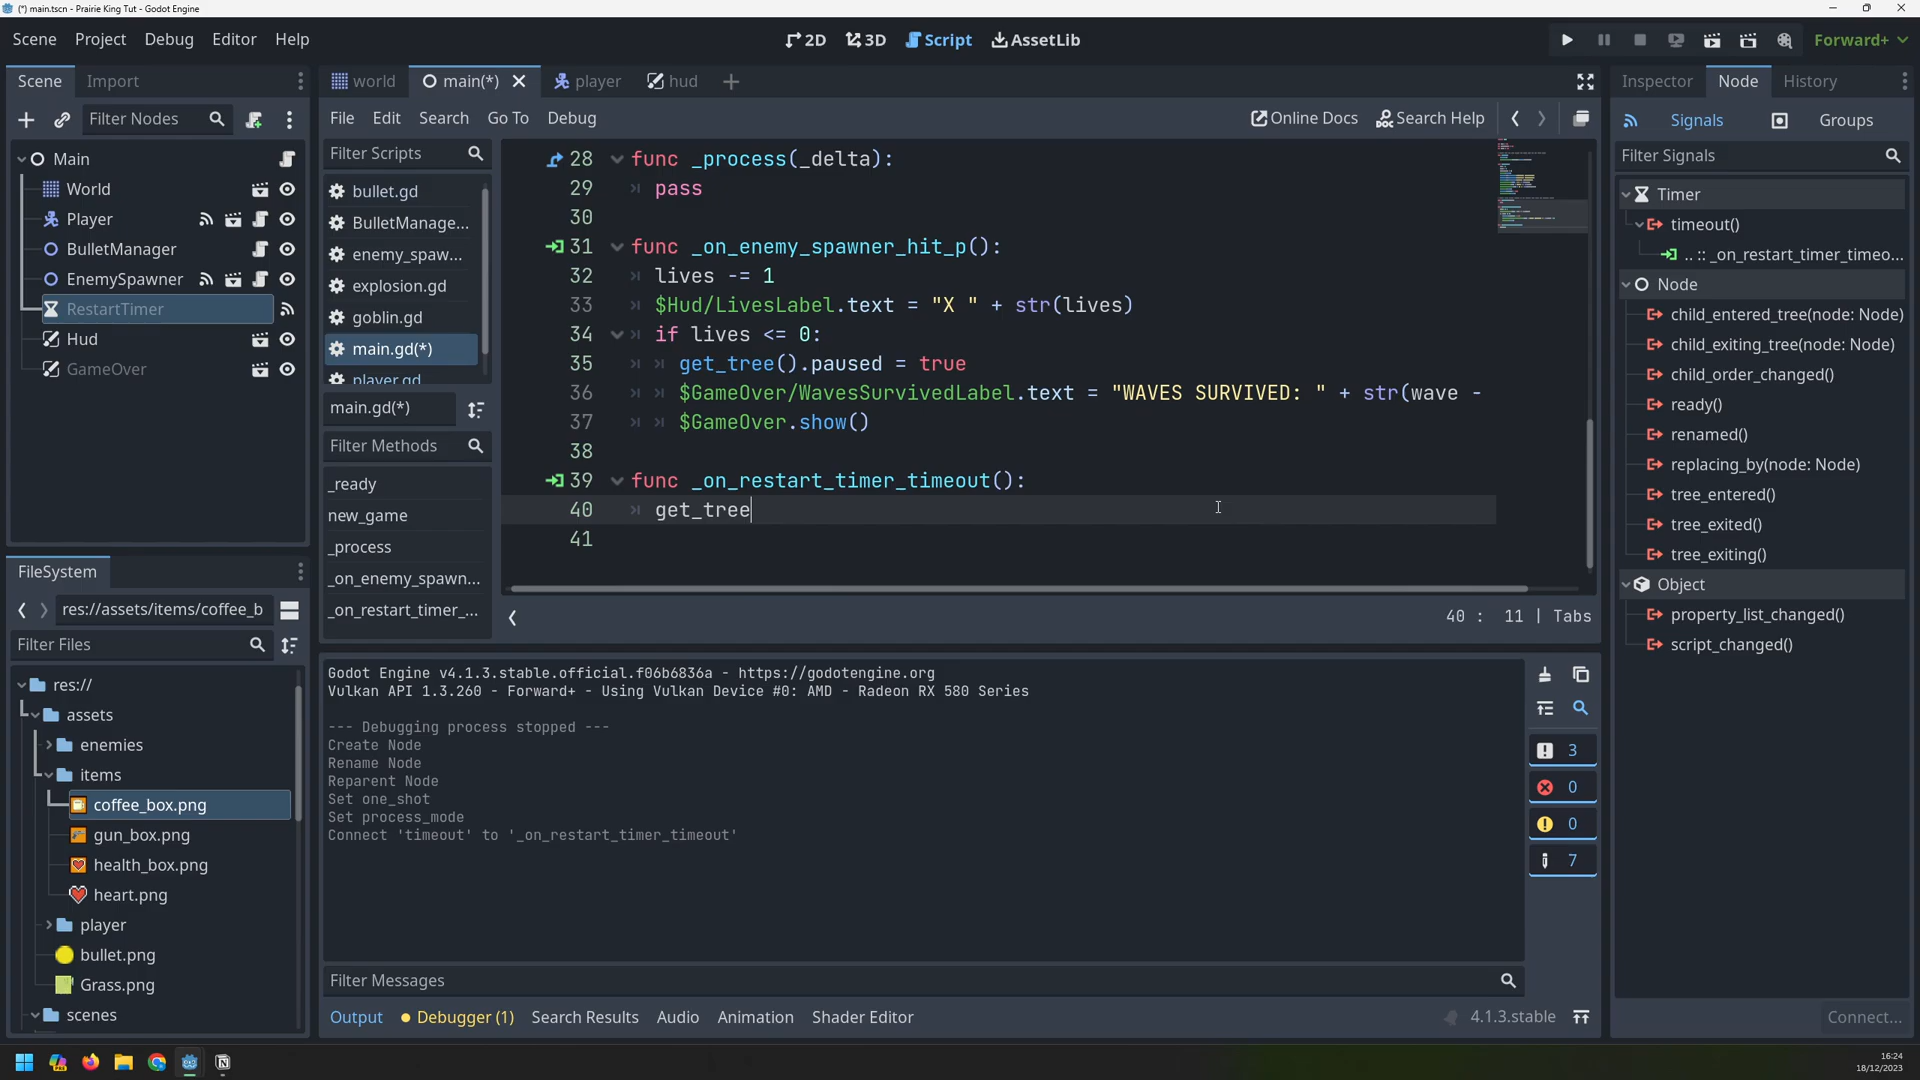 (*) main.tscn - Prairie King Tut - Godot Engine
Scene Project Debug Editor Help
2D 3D Script AssetLib
Forward+
Scene Import
Filter Nodes
Main
World
Player
BulletManager
EnemySpawner
RestartTimer
Hud
GameOver
FileSystem
res://assets/items/coffee_b
Filter Files
res://
assets
enemies
items
coffee_box.png
gun_box.png
health_box.png
heart.png
player
bullet.png
Grass.png
scenes
world main(*) player hud
File Edit Search Go To Debug
Online Docs Search Help
Filter Scripts
bullet.gd
BulletManage...
enemy_spaw...
explosion.gd
goblin.gd
main.gd(*)
player.gd
main.gd(*)
Filter Methods
_ready
new_game
_process
_on_enemy_spawn...
_on_restart_timer_...
28 func _process(_delta):
29 pass
30
31 func _on_enemy_spawner_hit_p():
32 lives -= 1
33 $Hud/LivesLabel.text = "X " + str(lives)
34 if lives <= 0:
35 get_tree().paused = true
36 $GameOver/WavesSurvivedLabel.text = "WAVES SURVIVED: " + str(wave -
37 $GameOver.show()
38
39 func _on_restart_timer_timeout():
40 get_tree
41
40 : 11 | Tabs
Godot Engine v4.1.3.stable.official.f06b6836a - https://godotengine.org
Vulkan API 1.3.260 - Forward+ - Using Vulkan Device #0: AMD - Radeon RX 580 Series
--- Debugging process stopped ---
Create Node
Rename Node
Reparent Node
Set one_shot
Set process_mode
Connect 'timeout' to '_on_restart_timer_timeout'
3
0
0
7
Filter Messages
Output Debugger (1) Search Results Audio Animation Shader Editor
4.1.3.stable
Inspector Node History
Signals Groups
Filter Signals
Timer
timeout()
.. :: _on_restart_timer_timeo...
Node
child_entered_tree(node: Node)
child_exiting_tree(node: Node)
child_order_changed()
ready()
renamed()
replacing_by(node: Node)
tree_entered()
tree_exited()
tree_exiting()
Object
property_list_changed()
script_changed()
Connect...
16:24
18/12/2023